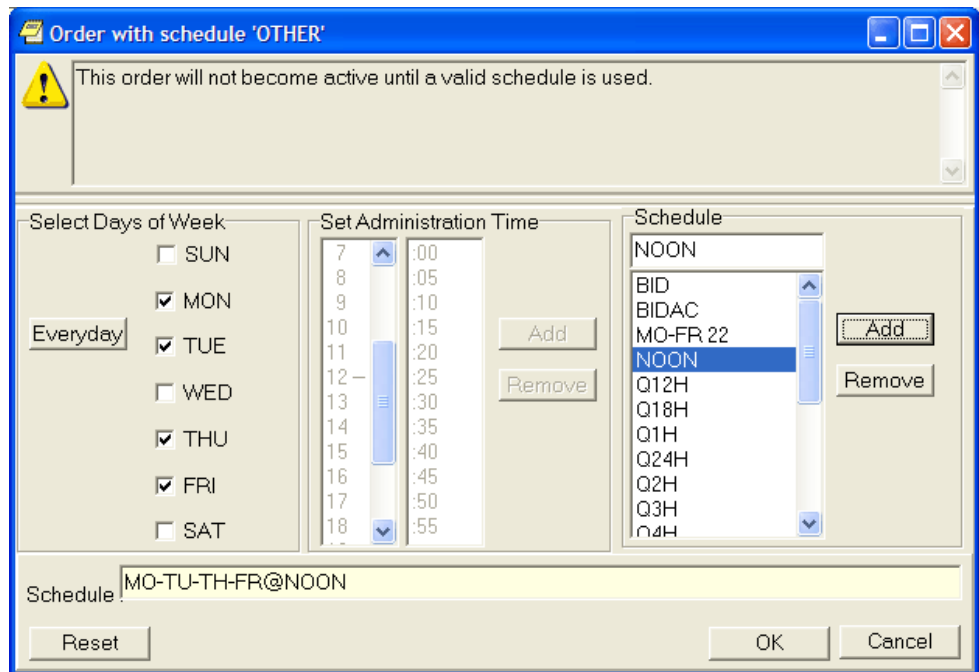 Order with schedule 'OTHER'
This order will not become active until a valid schedule is used.
Select Days of Week
SUN
MON
Everyday
TUE
WED
THU
FRI
SAT
Set Administration Time
7
8
9
10
11
12 –
13
14
15
16
17
18
:00
:05
:10
:15
:20
:25
:30
:35
:40
:45
:50
:55
Add
Remove
Schedule
NOON
BID
BIDAC
MO-FR 22
NOON
Q12H
Q18H
Q1H
Q24H
Q2H
Q3H
Q4H
Add
Remove
Schedule :
MO-TU-TH-FR@NOON
Reset
OK
Cancel